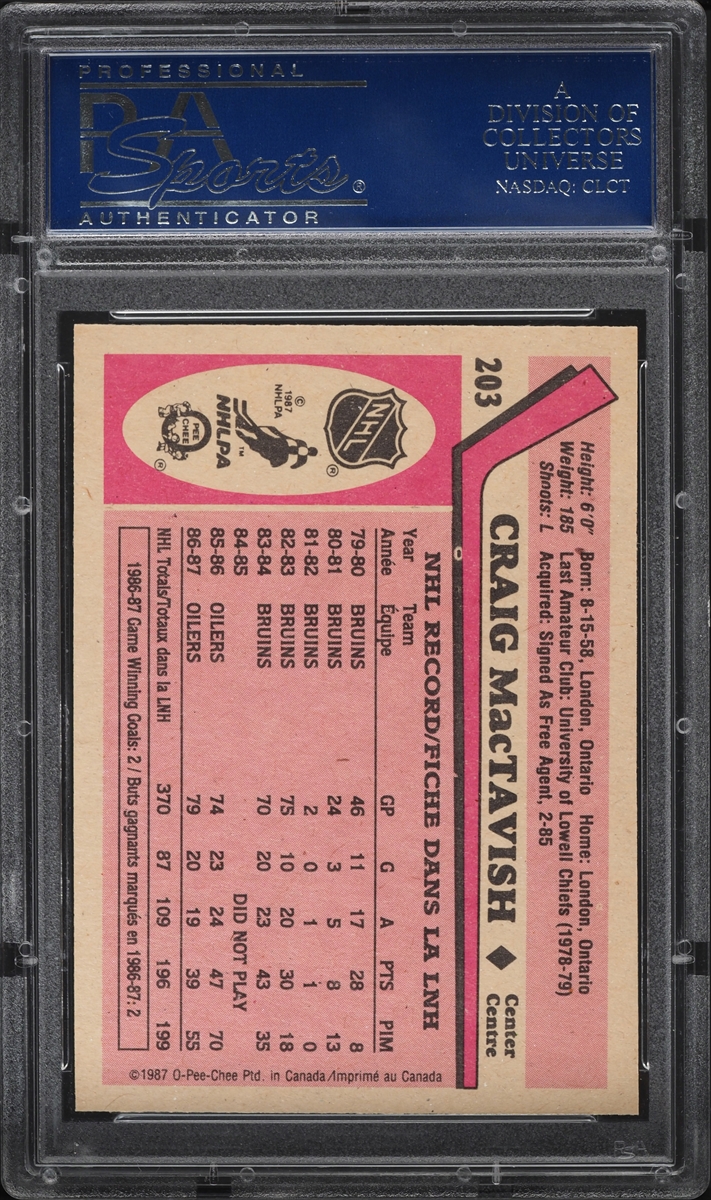 PROFESSIONAL
PSA
Sports®
AUTHENTICATOR
A
DIVISION OF
COLLECTORS
UNIVERSE
NASDAQ: CLCT
203
Height: 6'0" Born: 8-15-58, London, Ontario Home: London, Ontario
Weight: 185 Last Amateur Club: University of Lowell Chiefs (1978-79)
Shoots: L Acquired: Signed As Free Agent, 2-85
CRAIG MacTAVISH ♦ Center
Centre
NHL
®
© 1987 NHLPA
NHLPA™
O PEE CHEE
®
NHL RECORD/FICHE DANS LA LNH
Year Team
Année Équipe GP G A PTS PIM
79-80 BRUINS 46 11 17 28 8
80-81 BRUINS 24 3 5 8 13
81-82 BRUINS 2 0 1 1 0
82-83 BRUINS 75 10 20 30 18
83-84 BRUINS 70 20 23 43 35
84-85 DID NOT PLAY
85-86 OILERS 74 23 24 47 70
86-87 OILERS 79 20 19 39 55
NHL Totals/Totaux dans la LNH 370 87 109 196 199
1986-87 Game Winning Goals: 2 / Buts gagnants marqués en 1986-87: 2
©1987 O-Pee-Chee Ptd. in Canada/Imprimé au Canada
PSA